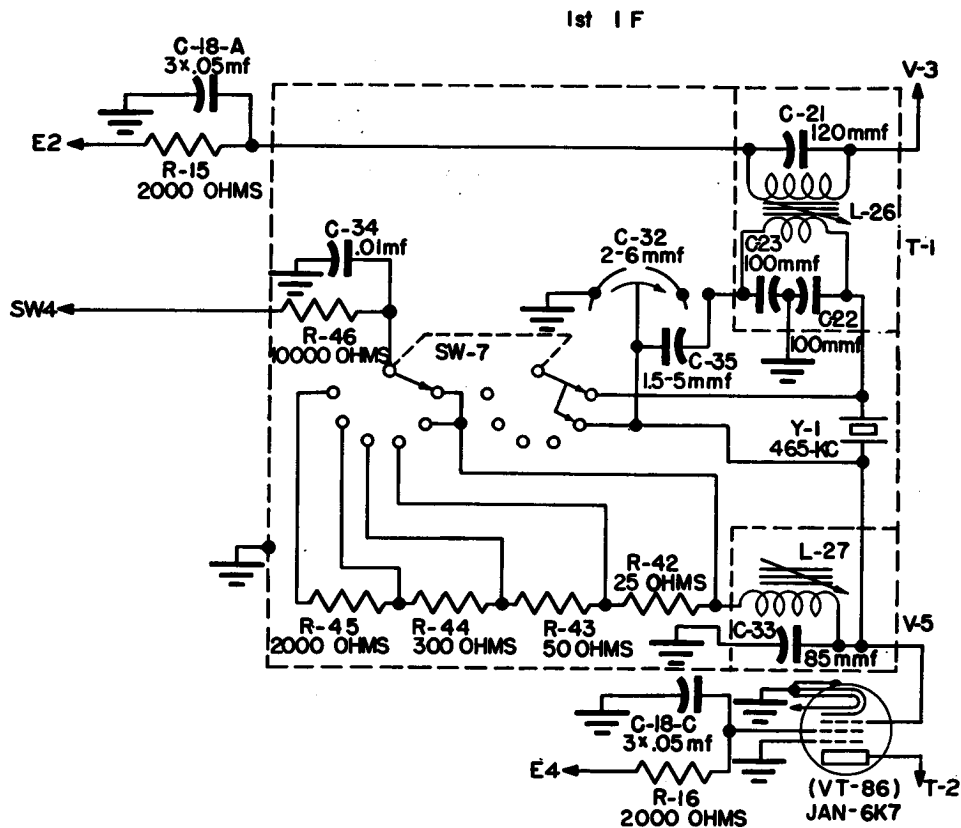 1st IF
C-18-A
3x.05mf
V-3
C-21
120mmf
E2
R-15
2000 OHMS
L-26
C-34
.01mf
C-32
2-6mmf
C23
100mmf
T-1
SW4
R-46
10000 OHMS
SW-7
C22
100mmf
C-35
1.5-5mmf
Y-1
465-KC
L-27
R-42
25 OHMS
R-45
2000 OHMS
R-44
300 OHMS
R-43
50 OHMS
C-33
85mmf
V-5
C-18-C
3x.05mf
E4
R-16
2000 OHMS
(VT-86)
JAN-6K7
T-2